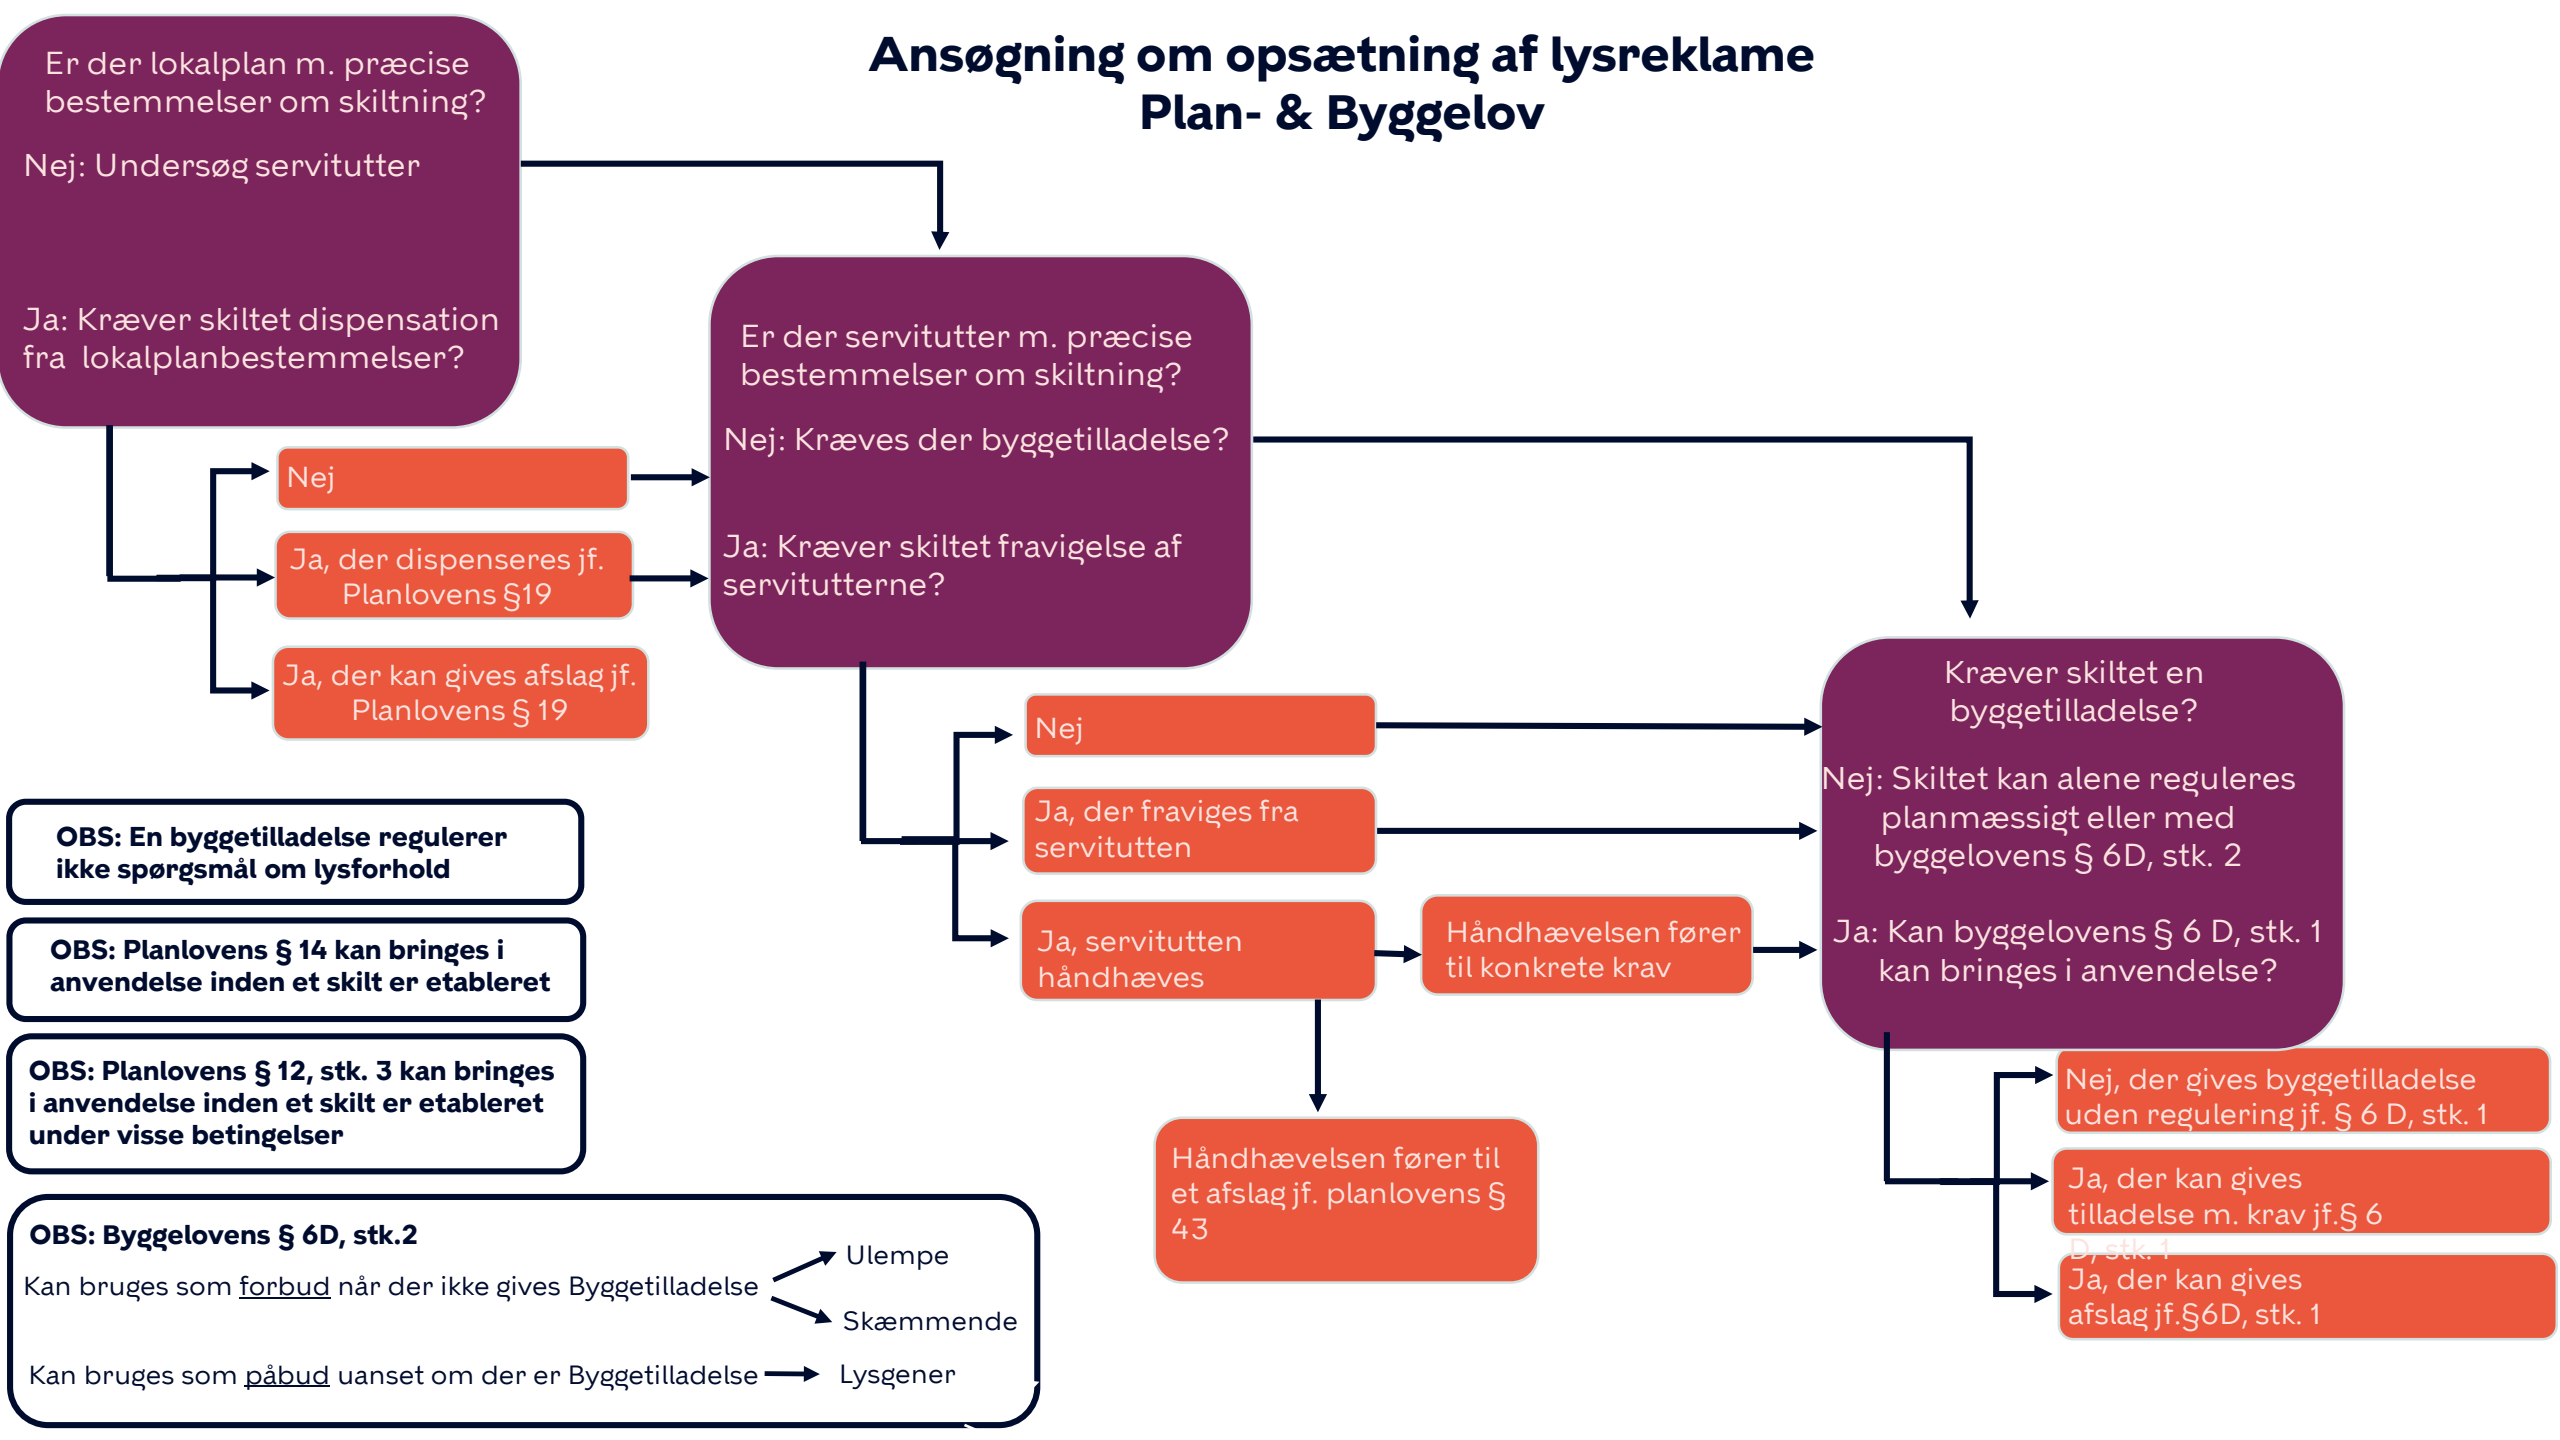 Ansøgning om opsætning af lysreklame
Plan- & Byggelov
Er der lokalplan m. præcise
bestemmelser om skiltning?
Nej: Undersøg servitutter
Ja: Kræver skiltet dispensation
fra lokalplanbestemmelser?
Nej
Ja, der dispenseres jf.
Planlovens §19
Ja, der kan gives afslag jf.
Planlovens § 19
Er der servitutter m. præcise
bestemmelser om skiltning?
Nej: Kræves der byggetilladelse?
Ja: Kræver skiltet fravigelse af
servitutterne?
Nej
Ja, der fraviges fra
servitutten
Ja, servitutten
håndhæves
Håndhævelsen fører
til konkrete krav
Håndhævelsen fører til
et afslag jf. planlovens §
43
Kræver skiltet en
byggetilladelse?
Nej: Skiltet kan alene reguleres
planmæssigt eller med
byggelovens § 6D, stk. 2
Ja: Kan byggelovens § 6 D, stk. 1
kan bringes i anvendelse?
Nej, der gives byggetilladelse
uden regulering jf. § 6 D, stk. 1
Ja, der kan gives
tilladelse m. krav jf.§ 6
D, stk. 1
Ja, der kan gives
afslag jf.§6D, stk. 1
OBS: En byggetilladelse regulerer
ikke spørgsmål om lysforhold
OBS: Planlovens § 14 kan bringes i
anvendelse inden et skilt er etableret
OBS: Planlovens § 12, stk. 3 kan bringes
i anvendelse inden et skilt er etableret
under visse betingelser
OBS: Byggelovens § 6D, stk.2
Kan bruges som forbud når der ikke gives Byggetilladelse
Ulempe
Skæmmende
Kan bruges som påbud uanset om der er Byggetilladelse
Lysgener